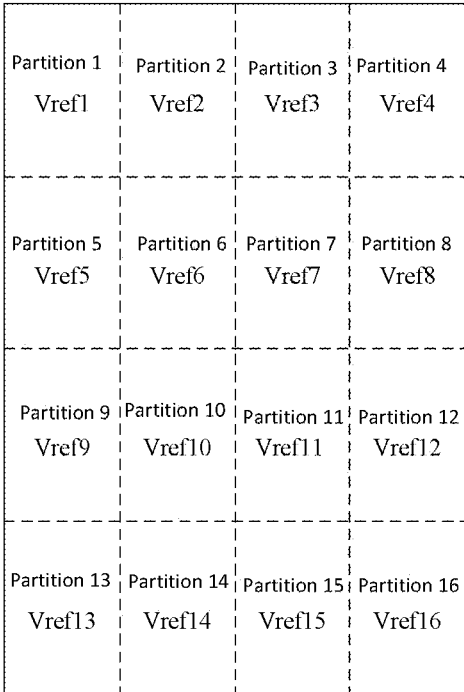 Partition 1
Vref1
Partition 2
Vref2
Partition 3
Vref3
Partition 4
Vref4
Partition 5
Vref5
Partition 6
Vref6
Partition 7
Vref7
Partition 8
Vref8
Partition 9
Vref9
Partition 10
Vref10
Partition 11
Vref11
Partition 12
Vref12
Partition 13
Vref13
Partition 14
Vref14
Partition 15
Vref15
Partition 16
Vref16